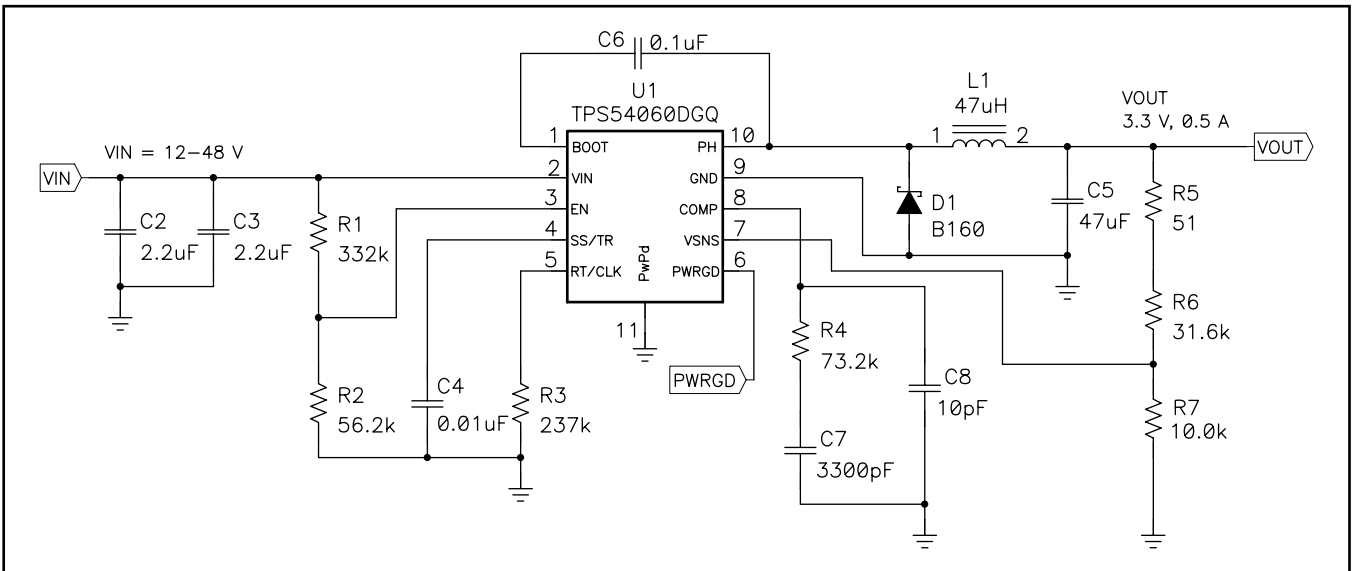 C6 0.1uF
U1
TPS54060DGQ
L1
47uH
VOUT
3.3 V, 0.5 A
VIN = 12–48 V
VIN
VOUT
1 BOOT
2 VIN
3 EN
4 SS/TR
5 RT/CLK
PH 10
GND 9
COMP 8
VSNS 7
PWRGD 6
PwPd
11
1 2
C2
2.2uF
C3
2.2uF
R1
332k
R2
56.2k
C4
0.01uF
R3
237k
PWRGD
R4
73.2k
C7
3300pF
C8
10pF
D1
B160
C5
47uF
R5
51
R6
31.6k
R7
10.0k